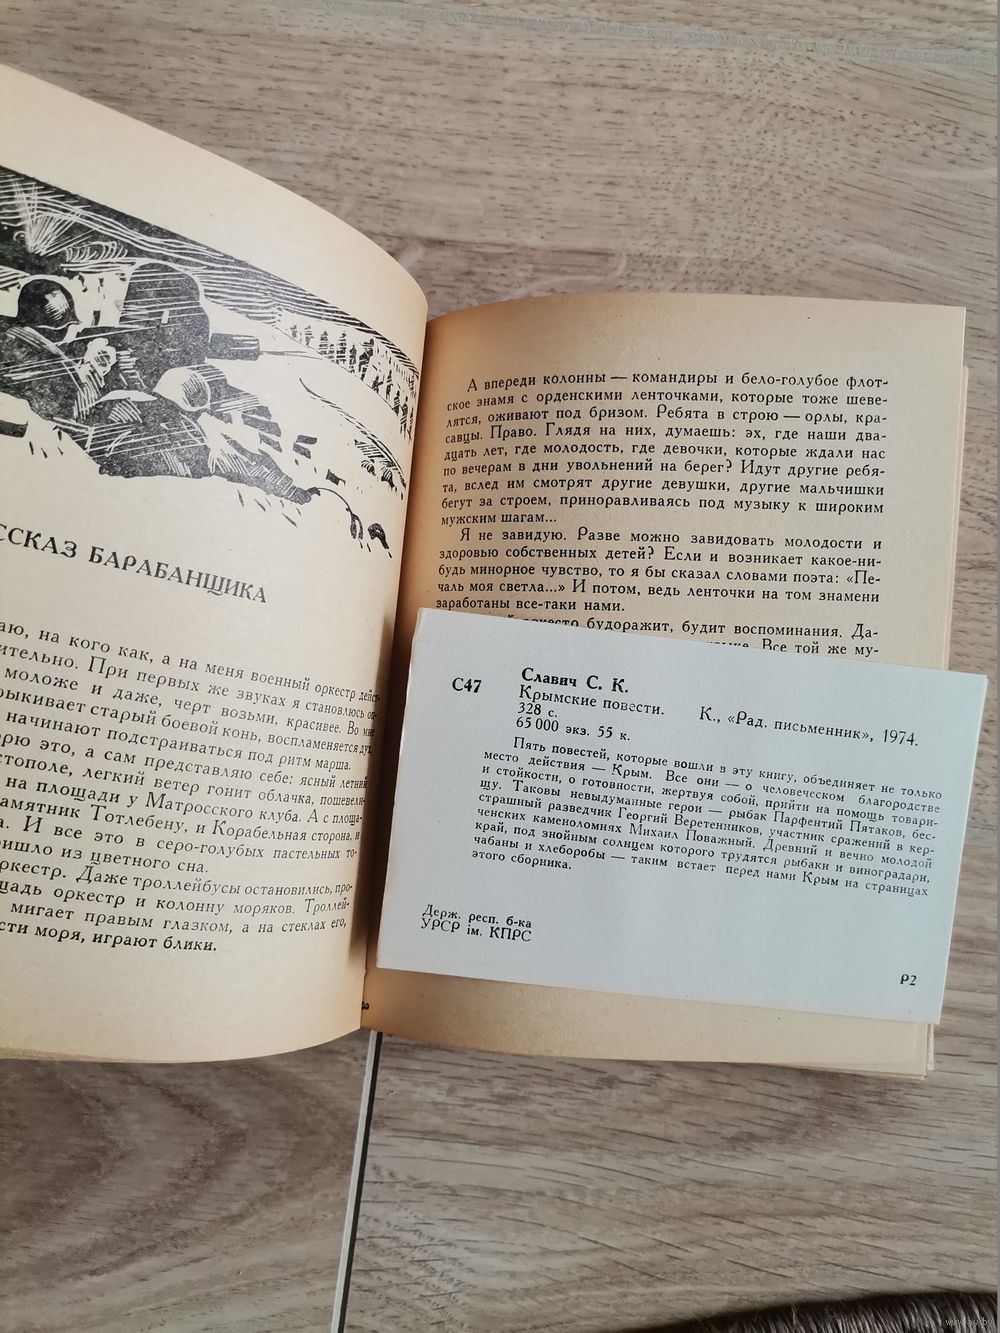 РАССКАЗ БАРАБАНЩИКА
на кого как, а на меня военный оркестр дейст-
При первых же звуках я становлюсь
моложе и даже, черт возьми, красивее. Во мне
старый боевой конь, воспламеняется дух,
начинают подстраиваться под ритм марша.
это, а сам представляю себе: ясный летний
легкий ветер гонит облачка, пошевели-
на площади у Матросского клуба. А с площа-
памятник Тотлебену, и Корабельная сторона, и
И все это в серо-голубых пастельных то-
из цветного сна.
оркестр. Даже троллейбусы остановились, про-
оркестр и колонну моряков. Троллей-
мигает правым глазком, а на стеклах его,
моря, играют блики.
3
А впереди колонны — командиры и бело-голубое флот-
ское знамя с орденскими ленточками, которые тоже шеве-
лятся, оживают под бризом. Ребята в строю — орлы, кра-
савцы. Право. Глядя на них, думаешь: эх, где наши два-
дцать лет, где молодость, где девочки, которые ждали нас
по вечерам в дни увольнений на берег? Идут другие ребя-
та, вслед им смотрят другие девушки, другие мальчишки
бегут за строем, приноравливаясь под музыку к широким
мужским шагам...
Я не завидую. Разве можно завидовать молодости и
здоровью собственных детей? Если и возникает какое-ни-
будь минорное чувство, то я бы сказал словами поэта: «Пе-
чаль моя светла...» И потом, ведь ленточки на том знамени
заработаны все-таки нами.
будоражит, будит воспоминания. Да-
Все той же му-
Славич С. К.
С47
Крымские повести. К., «Рад. письменник», 1974.
328 с.
65 000 экз. 55 к.
Пять повестей, которые вошли в эту книгу, объединяет не только
место действия — Крым. Все они — о человеческом благородстве
и стойкости, о готовности, жертвуя собой, прийти на помощь товари-
щу. Таковы невыдуманные герои — рыбак Парфентий Пятаков, бес-
страшный разведчик Георгий Веретенников, участник сражений в кер-
ченских каменоломнях Михаил Поважный. Древний и вечно молодой
край, под знойным солнцем которого трудятся рыбаки и виноградари,
чабаны и хлеборобы — таким встает перед нами Крым на страницах
этого сборника.
Держ. респ. б-ка
УРСР ім. КПРС
Р2